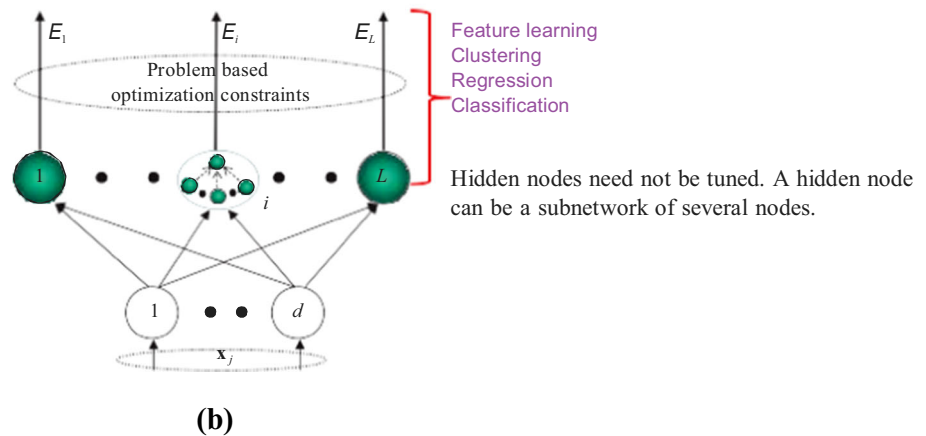 E1
Ei
EL
Problem based
optimization constraints
Feature learning
Clustering
Regression
Classification
1
i
L
Hidden nodes need not be tuned. A hidden node
can be a subnetwork of several nodes.
1
d
xj
(b)